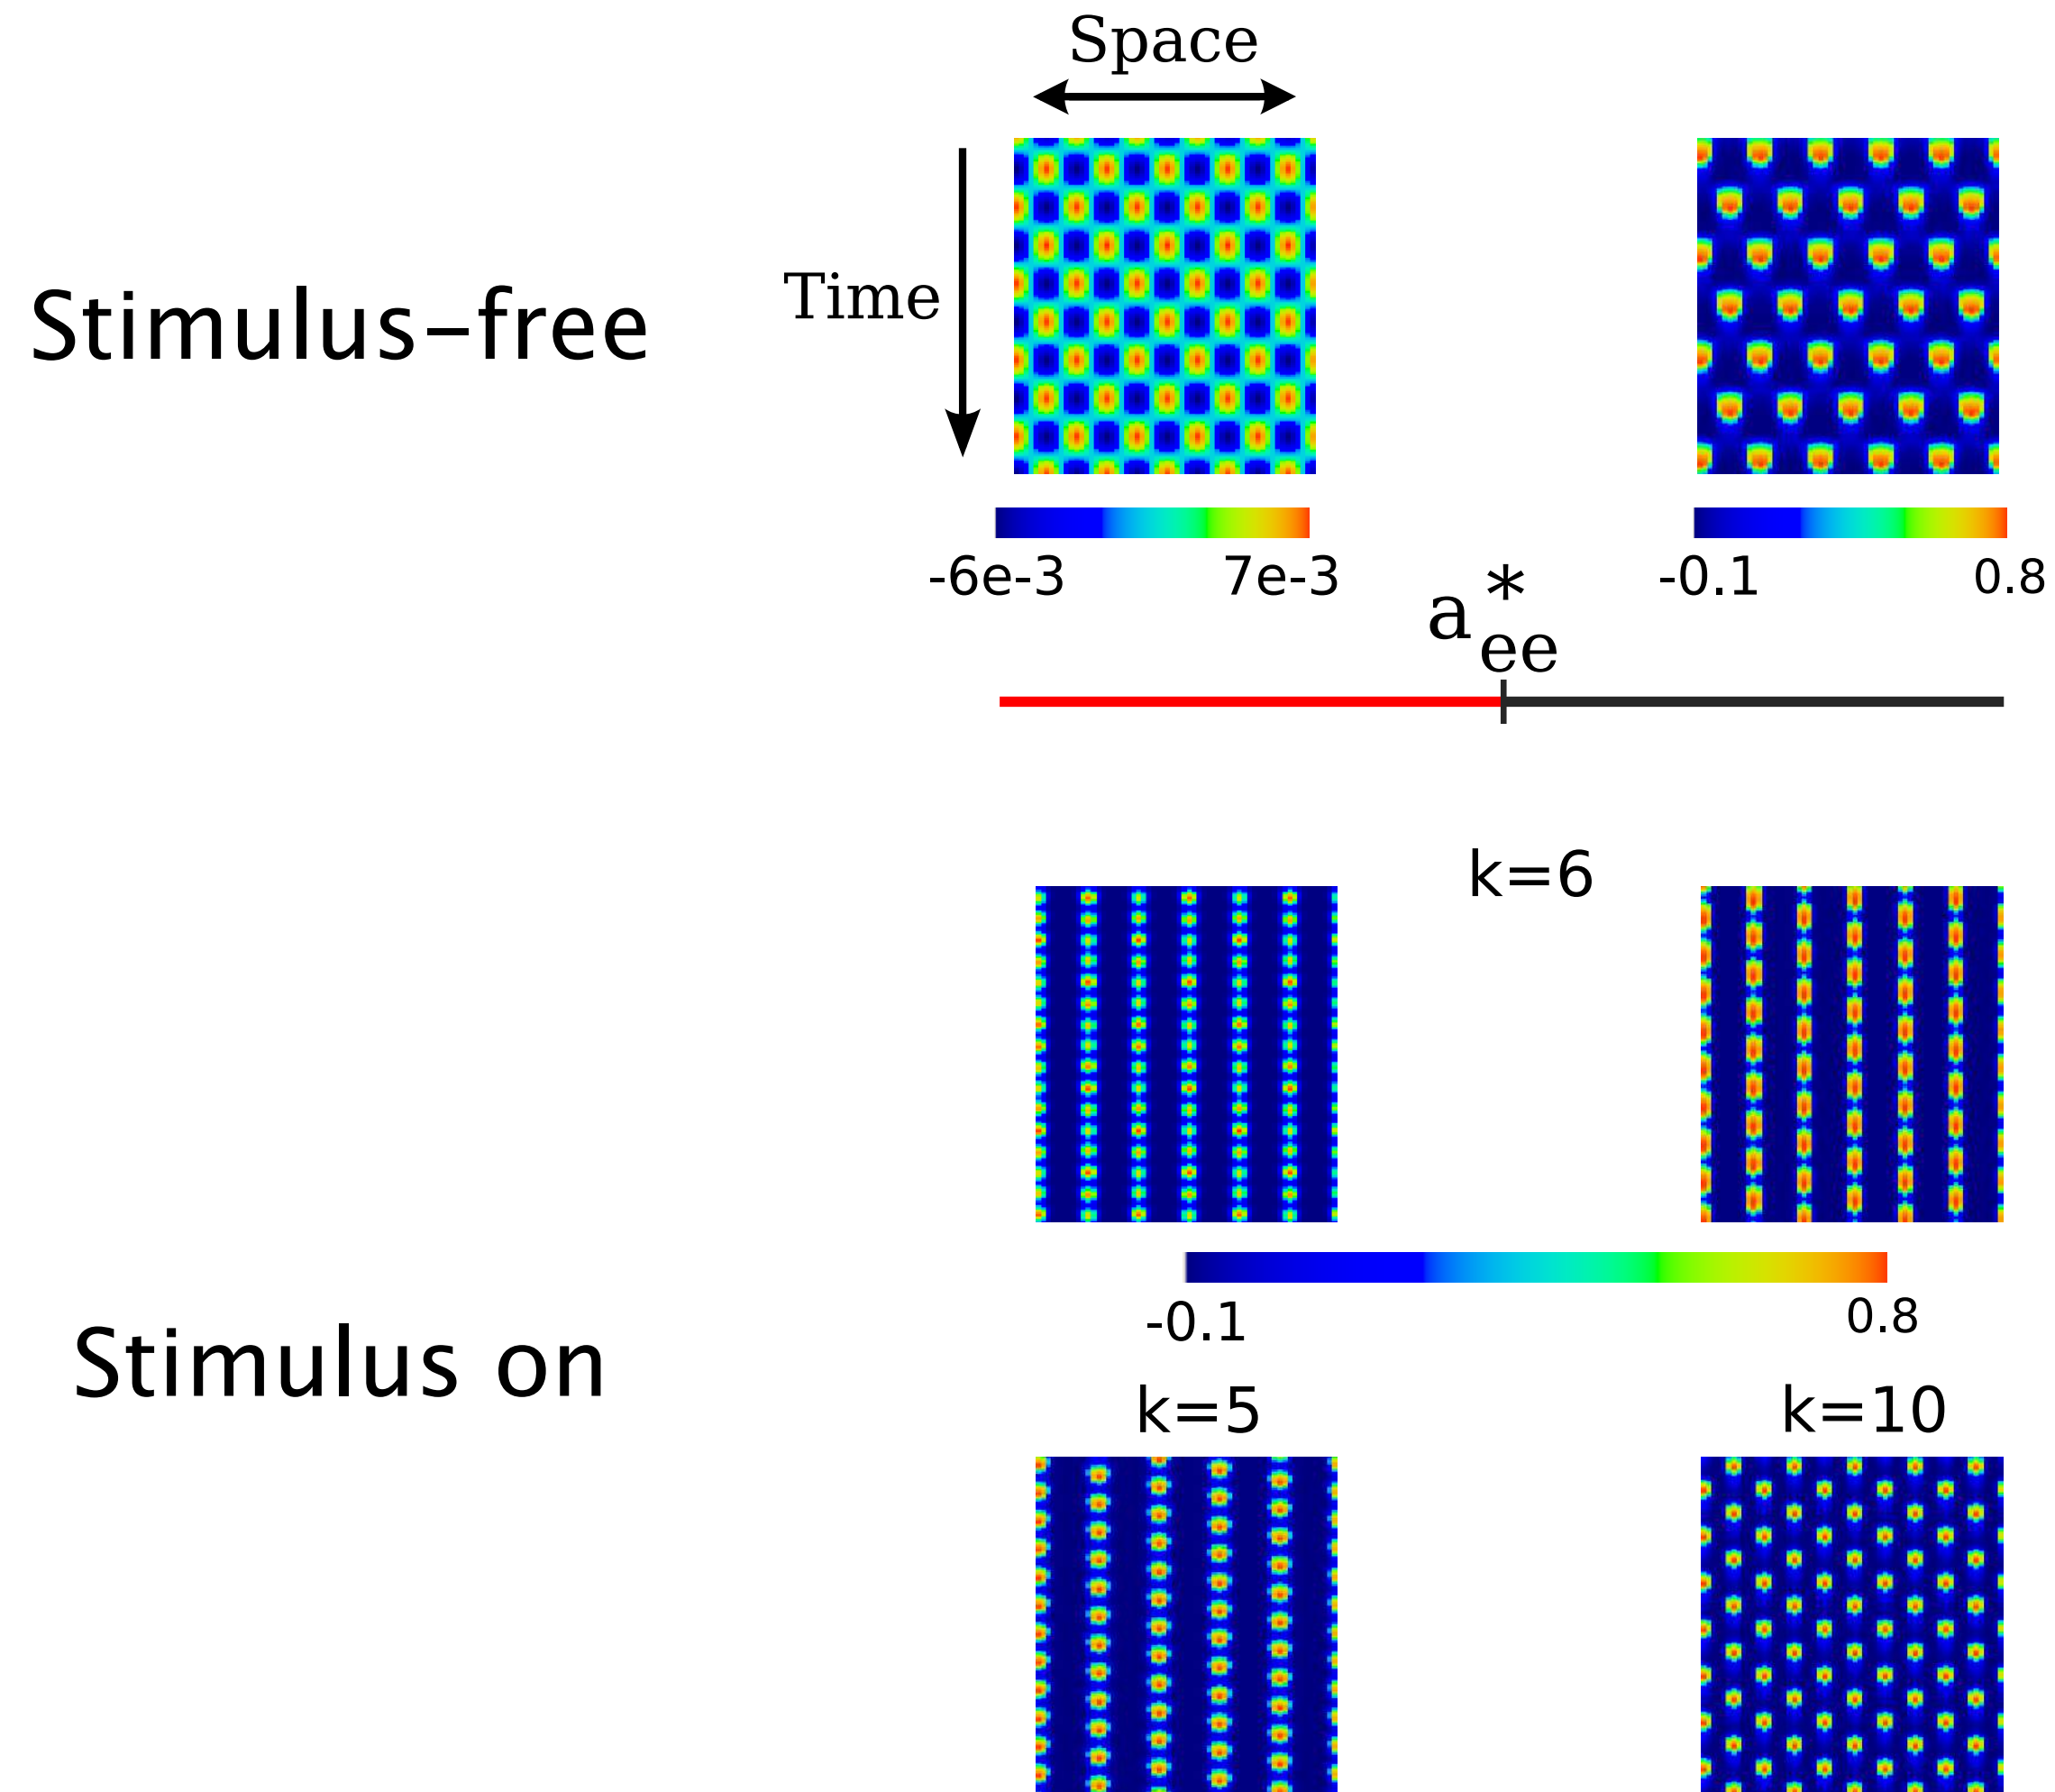 Space
Time
Stimulus-free
-6e-3 7e-3
-0.1 0.8
a*ee
k=6
-0.1 0.8
Stimulus on
k=5 k=10